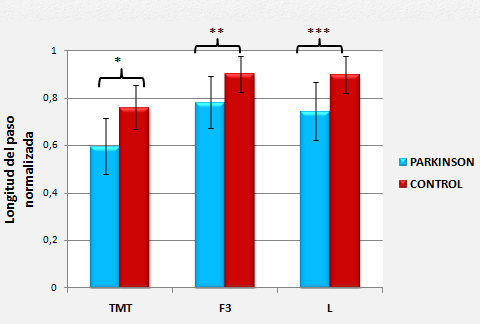 * ** ***
1
0,8
0,6
0,4
0,2
0
Longitud del paso
normalizada
TMT F3 L
PARKINSON
CONTROL